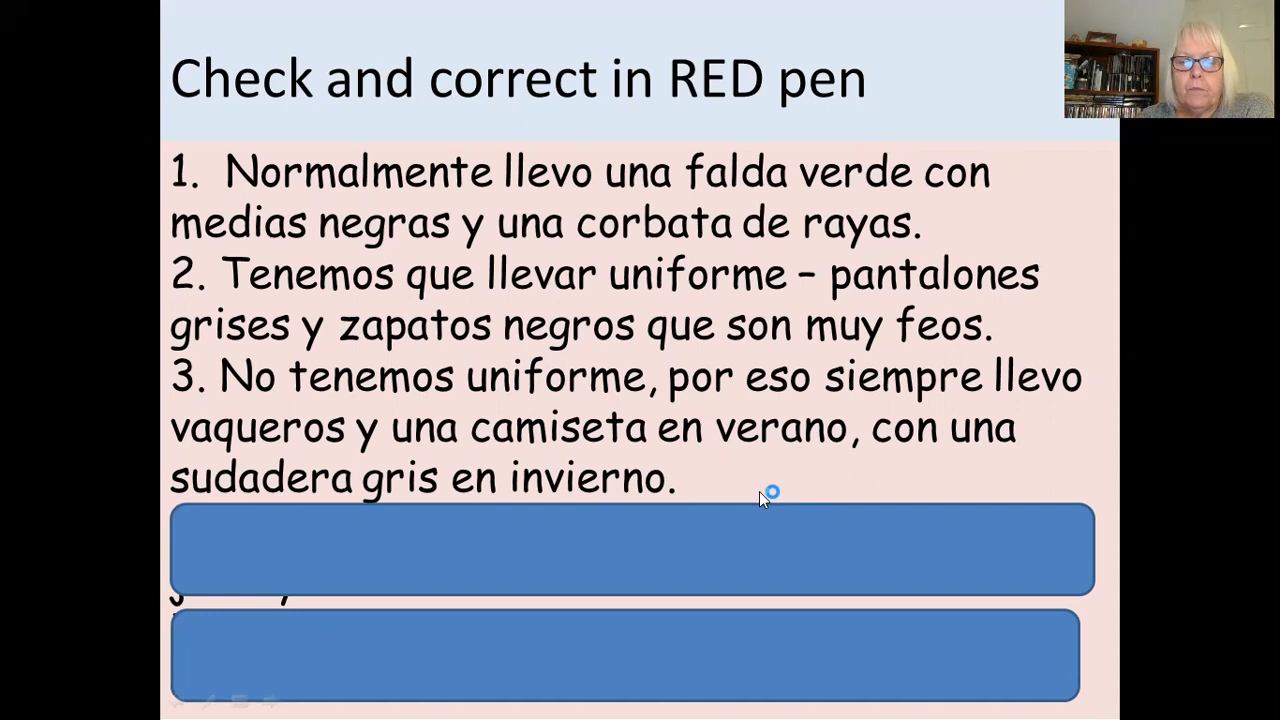 Check and correct in RED pen
1. Normalmente llevo una falda verde con
medias negras y una corbata de rayas.
2. Tenemos que llevar uniforme – pantalones
grises y zapatos negros que son muy feos.
3. No tenemos uniforme, por eso siempre llevo
vaqueros y una camiseta en verano, con una
sudadera gris en invierno.